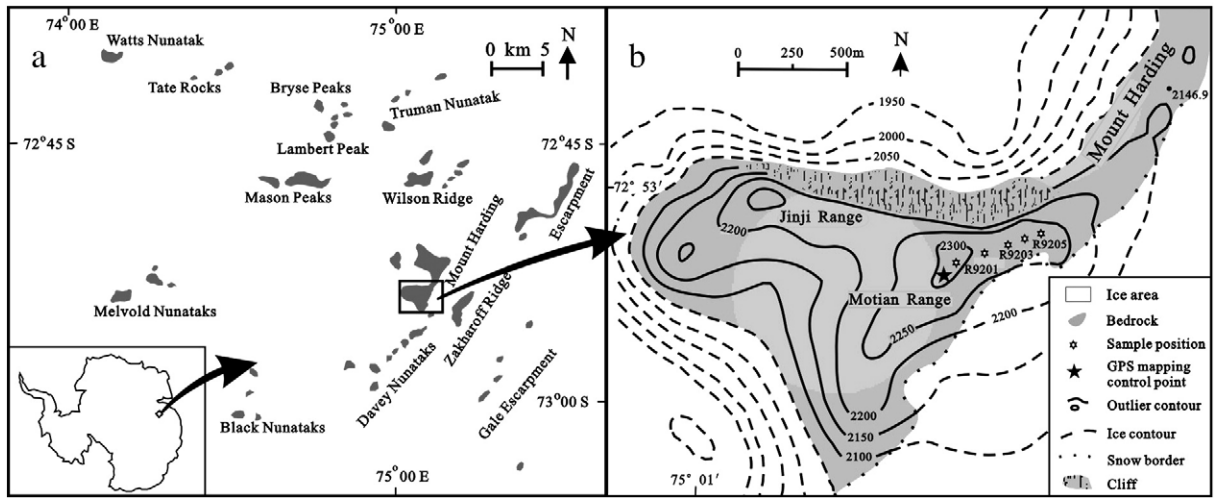 a
74°00 E
75°00 E
Watts Nunatak
0 km 5
N
Tate Rocks
Bryse Peaks
Truman Nunatak
72°45 S
Lambert Peak
72°45 S
Mason Peaks
Wilson Ridge
Escarpment
Mount Harding
Melvold Nunataks
Zakharoff Ridge
Davey Nunataks
Gale Escarpment
73°00 S
Black Nunataks
75°00 E
b
0 250 500m
N
1950
2000
2050
Mount Harding
2146.9
72° 53'
Jinji Range
2200
2300
R9205
R9203
R9201
Motian Range
2250
2200
2200
2150
2100
75° 01'
Ice area
Bedrock
Sample position
GPS mapping
control point
Outlier contour
Ice contour
Snow border
Cliff